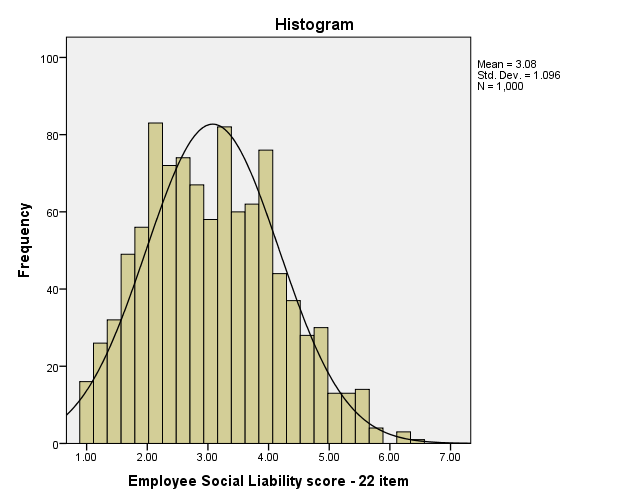 Histogram
Mean = 3.08
Std. Dev. = 1.096
N = 1,000
100
80
60
40
20
0
Frequency
1.00 2.00 3.00 4.00 5.00 6.00 7.00
Employee Social Liability score - 22 item